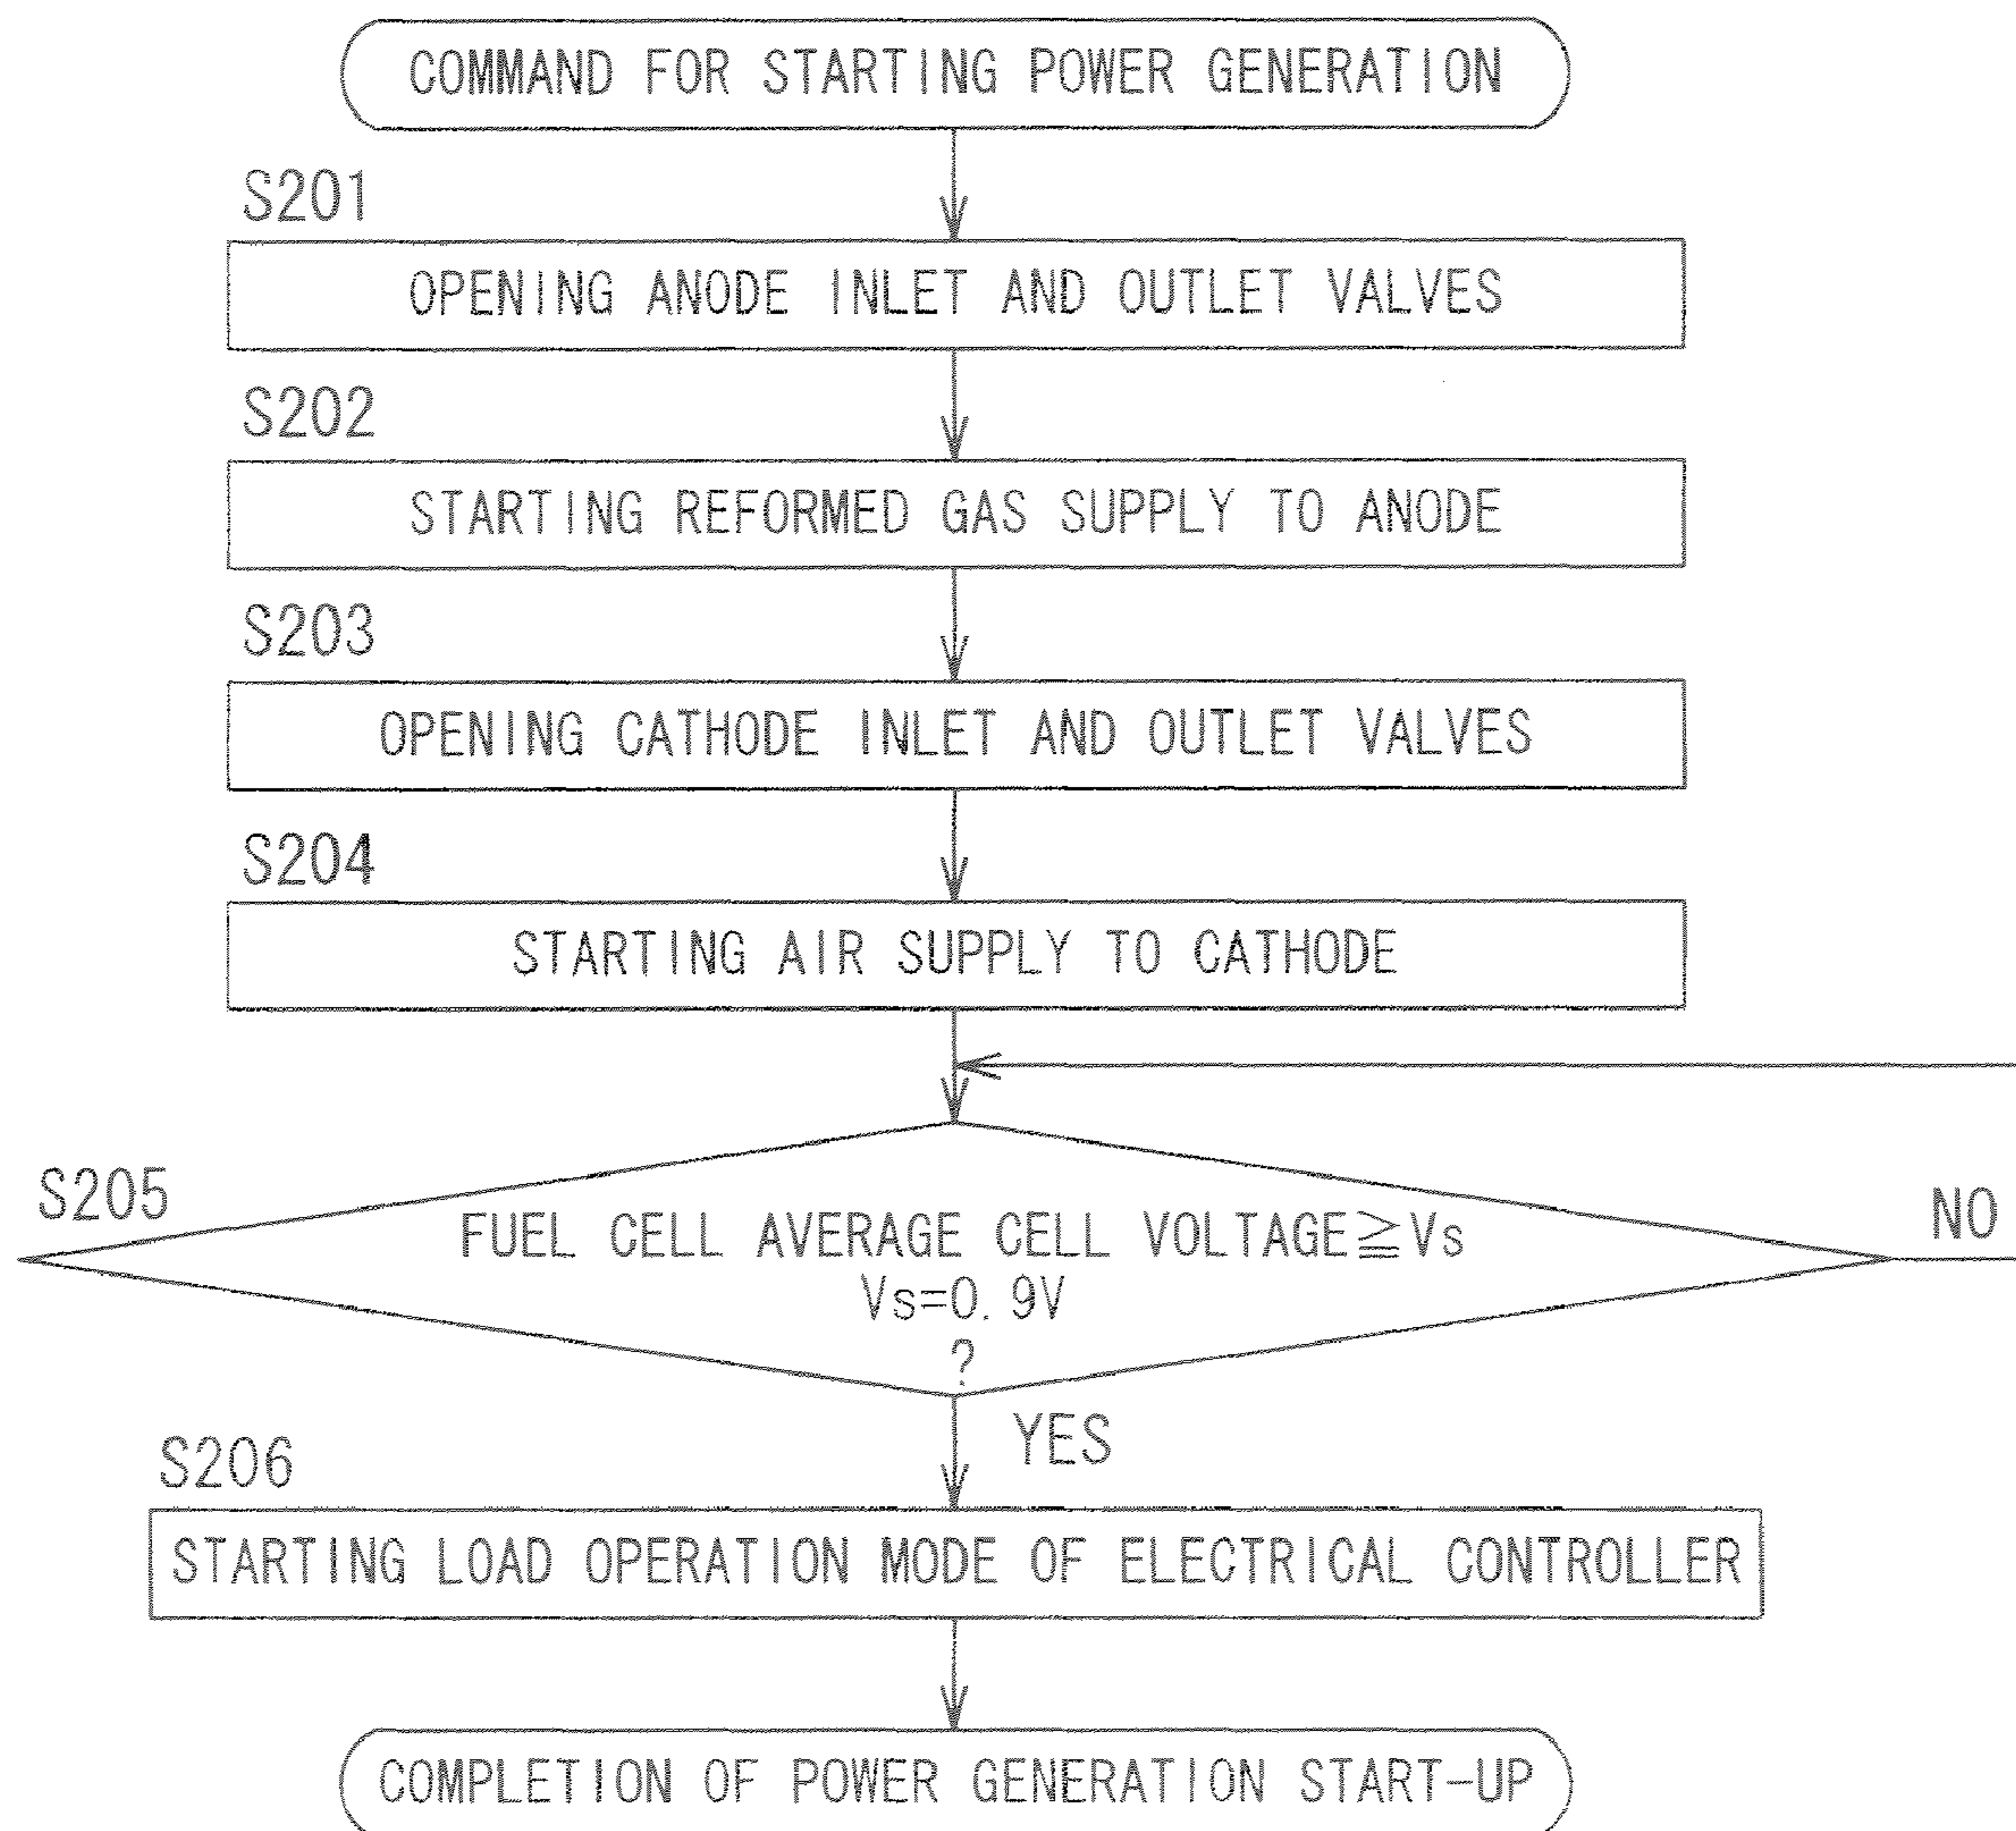 COMMAND FOR STARTING POWER GENERATION
S201
OPENING ANODE INLET AND OUTLET VALVES
S202
STARTING REFORMED GAS SUPPLY TO ANODE
S203
OPENING CATHODE INLET AND OUTLET VALVES
S204
STARTING AIR SUPPLY TO CATHODE
S205
FUEL CELL AVERAGE CELL VOLTAGE≧Vs
Vs=0.9V
?
NO
YES
S206
STARTING LOAD OPERATION MODE OF ELECTRICAL CONTROLLER
COMPLETION OF POWER GENERATION START-UP